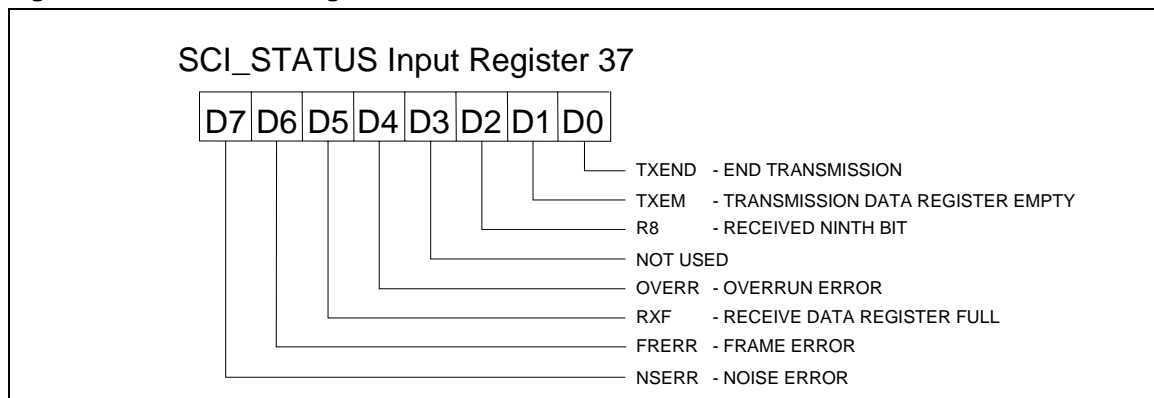 SCI_STATUS Input Register 37
D7 D6 D5 D4 D3 D2 D1 D0
TXEND - END TRANSMISSION
TXEM - TRANSMISSION DATA REGISTER EMPTY
R8 - RECEIVED NINTH BIT
NOT USED
OVERR - OVERRUN ERROR
RXF - RECEIVE DATA REGISTER FULL
FRERR - FRAME ERROR
NSERR - NOISE ERROR